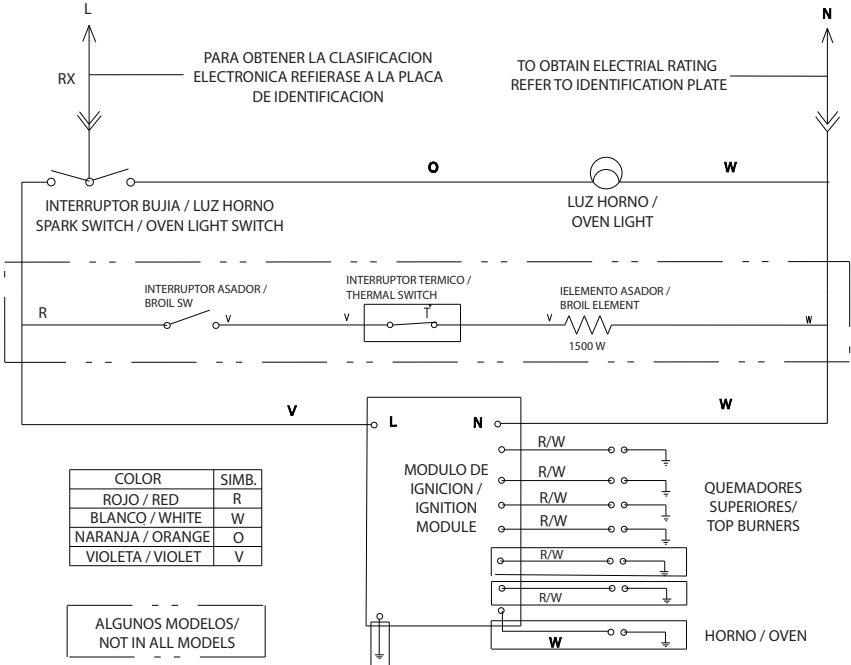 L
N
PARA OBTENER LA CLASIFICACION
ELECTRONICA REFIERASE A LA PLACA
DE IDENTIFICACION
TO OBTAIN ELECTRIAL RATING
REFER TO IDENTIFICATION PLATE
RX
O
W
INTERRUPTOR BUJIA / LUZ HORNO
SPARK SWITCH / OVEN LIGHT SWITCH
LUZ HORNO /
OVEN LIGHT
INTERRUPTOR ASADOR /
BROIL SW
INTERRUPTOR TERMICO /
THERMAL SWITCH
IELEMENTO ASADOR /
BROIL ELEMENT
R
V
V
T
V
W
1500 W
V
W
L
N
MODULO DE
IGNICION /
IGNITION
MODULE
R/W
R/W
R/W
R/W
R/W
R/W
W
QUEMADORES
SUPERIORES/
TOP BURNERS
HORNO / OVEN
COLOR SIMB.
ROJO / RED R
BLANCO / WHITE W
NARANJA / ORANGE O
VIOLETA / VIOLET V
ALGUNOS MODELOS/
NOT IN ALL MODELS